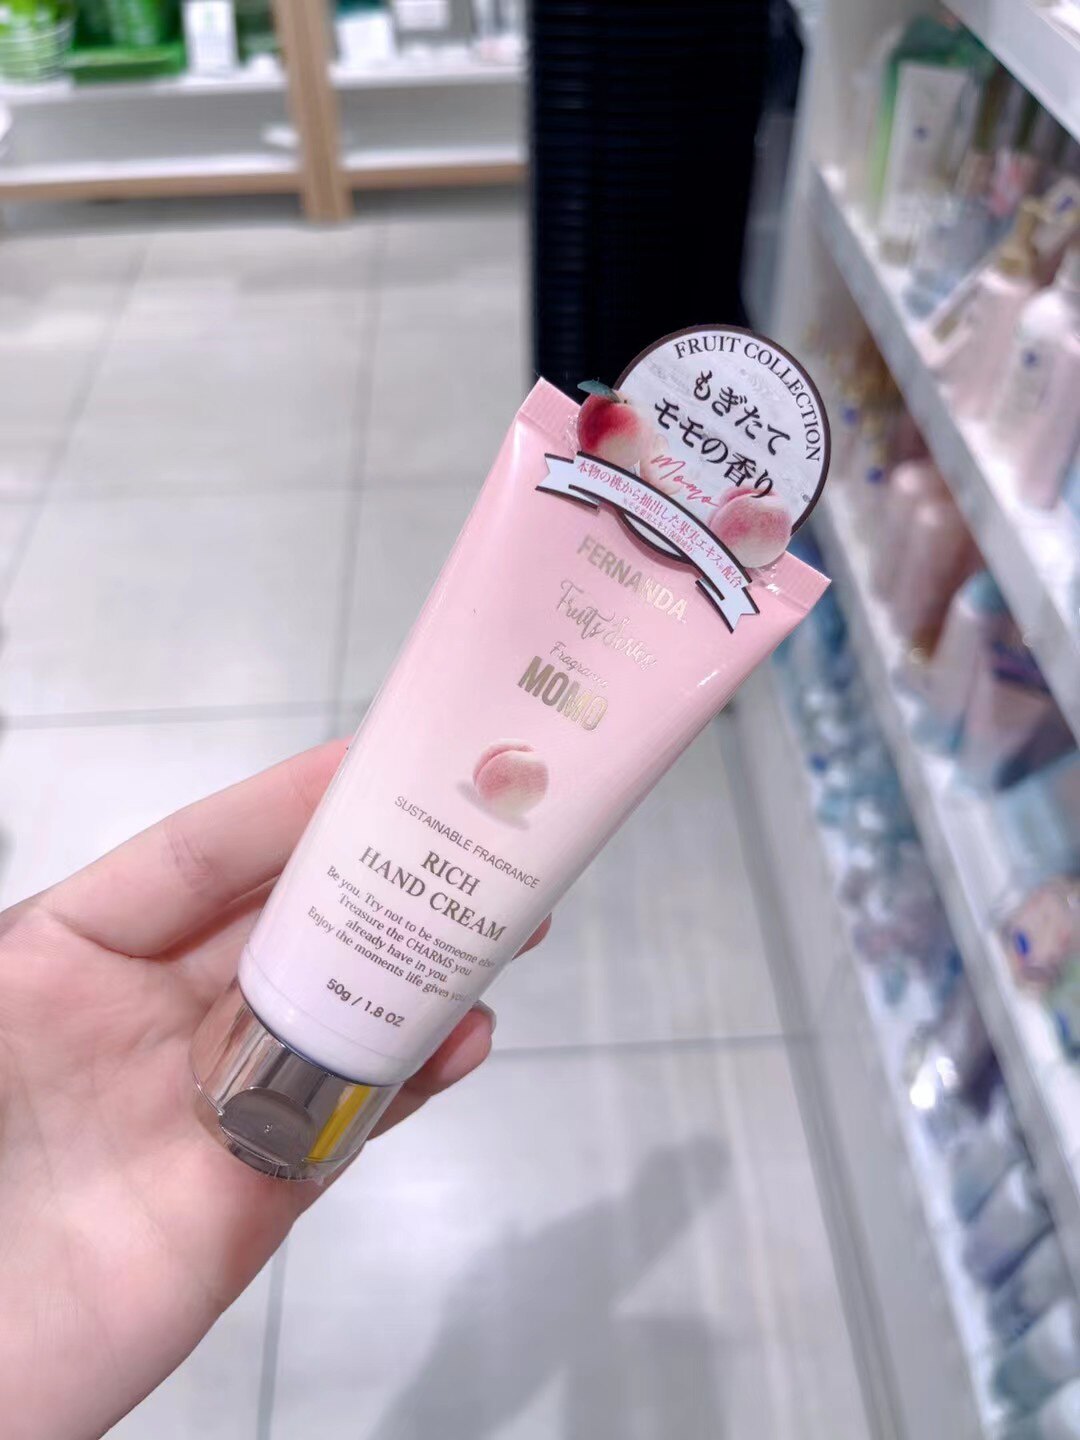 FRUIT COLLECTION
もぎたて
モモの香り
Momo
本物の桃から抽出した果実エキス※配合
FERNANDA
Fruits Series
Fragrance
MOMO
SUSTAINABLE FRAGRANCE
RICH
HAND CREAM
Be you. Try not to be someone else
Treasure the CHARMS you
already have in you.
Enjoy the moments life gives you
50g / 1.8 OZ